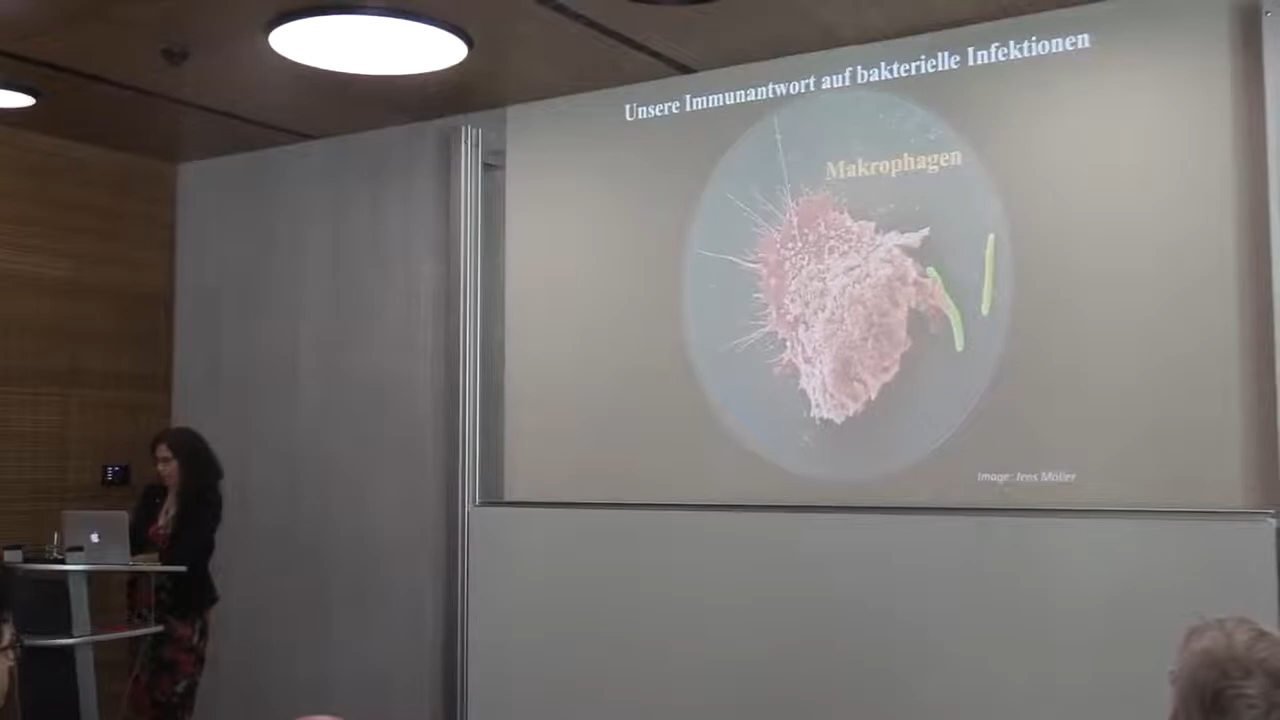 Unsere Immunantwort auf bakterielle Infektionen
Makrophagen
Image: Jens Möller